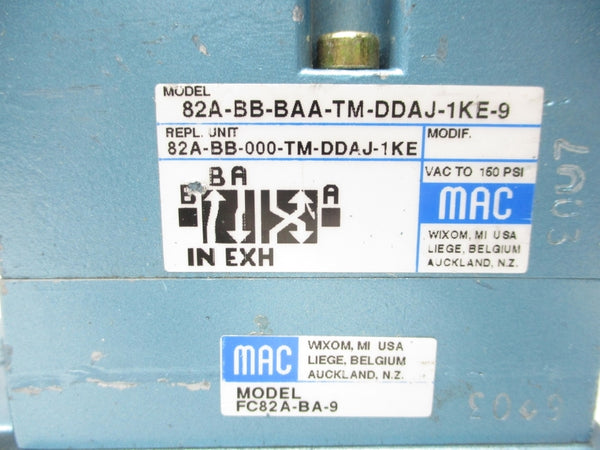 MODEL
82A-BB-BAA-TM-DDAJ-1KE-9
REPL. UNIT
82A-BB-000-TM-DDAJ-1KE
MODIF.
VAC TO 150 PSI
MAC
WIXOM, MI USA
LIEGE, BELGIUM
AUCKLAND, N.Z.
B A
B
A
IN EXH
MAC
WIXOM, MI USA
LIEGE, BELGIUM
AUCKLAND, N.Z.
MODEL
FC82A-BA-9